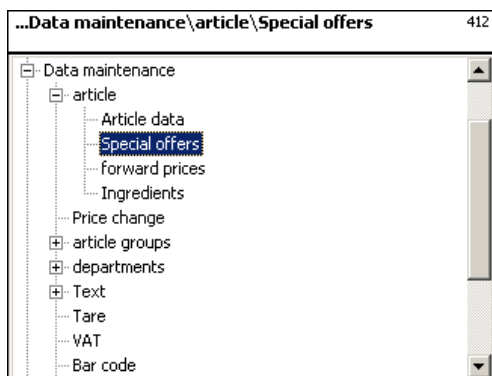 ...Data maintenance\article\Special offers 412
Data maintenance
article
Article data
Special offers
forward prices
Ingredients
Price change
article groups
departments
Text
Tare
VAT
Bar code